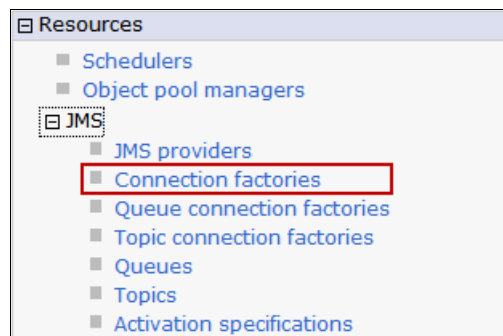 Resources
Schedulers
Object pool managers
JMS
JMS providers
Connection factories
Queue connection factories
Topic connection factories
Queues
Topics
Activation specifications